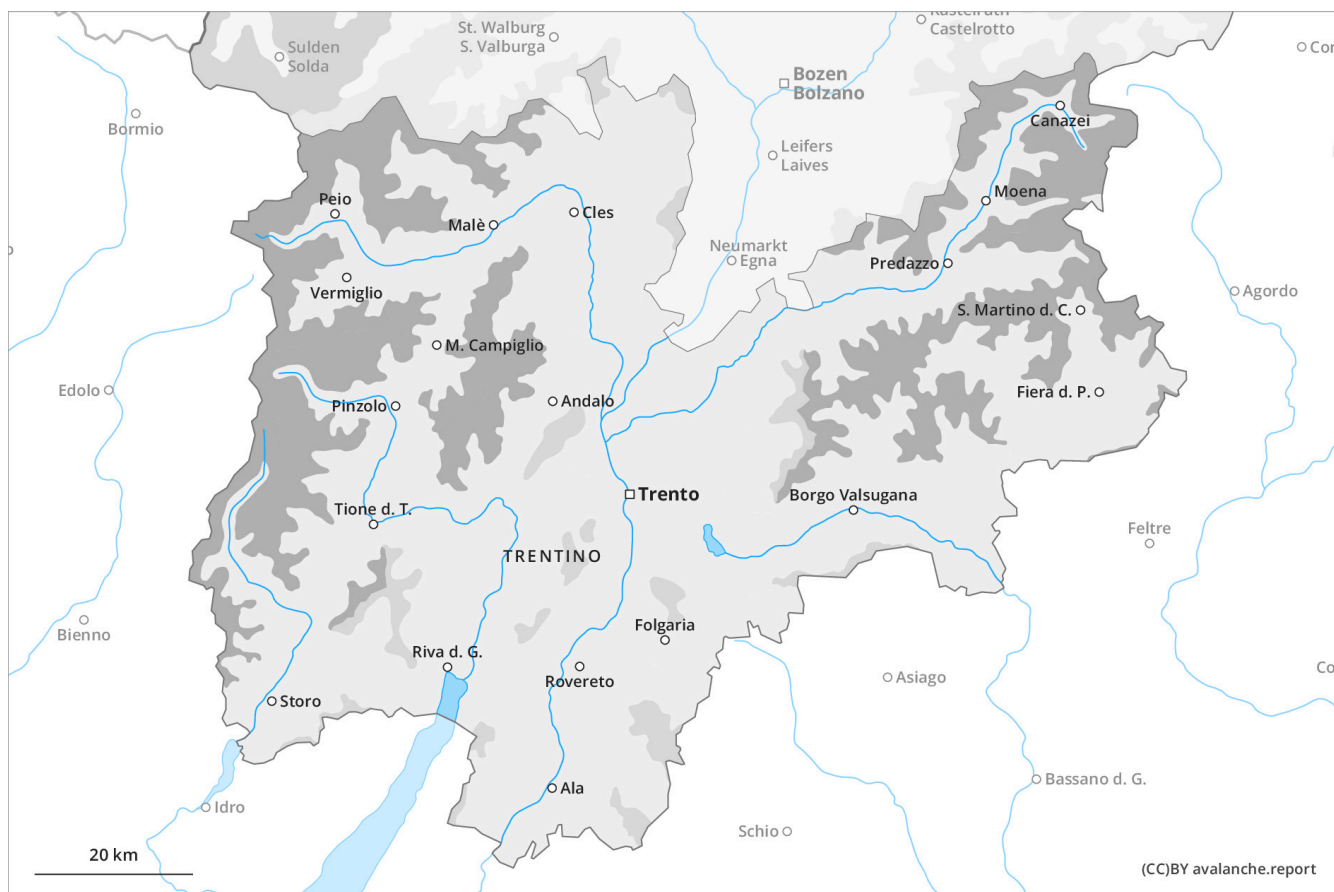 Kastelruth
Castelrotto
St. Walburg
S. Valburga
Sulden
Solda
Bozen
Bolzano
Bormio
Canazei
Leifers
Laives
Moena
Peio
Malè
Cles
Neumarkt
Egna
Predazzo
Vermiglio
Agordo
S. Martino d. C.
M. Campiglio
Edolo
Fiera d. P.
Pinzolo
Andalo
Trento
Borgo Valsugana
Tione d. T.
Feltre
TRENTINO
Bienno
Folgaria
Riva d. G.
Rovereto
Asiago
Storo
Bassano d. G.
Ala
Idro
Schio
20 km
(CC)BY avalanche.report